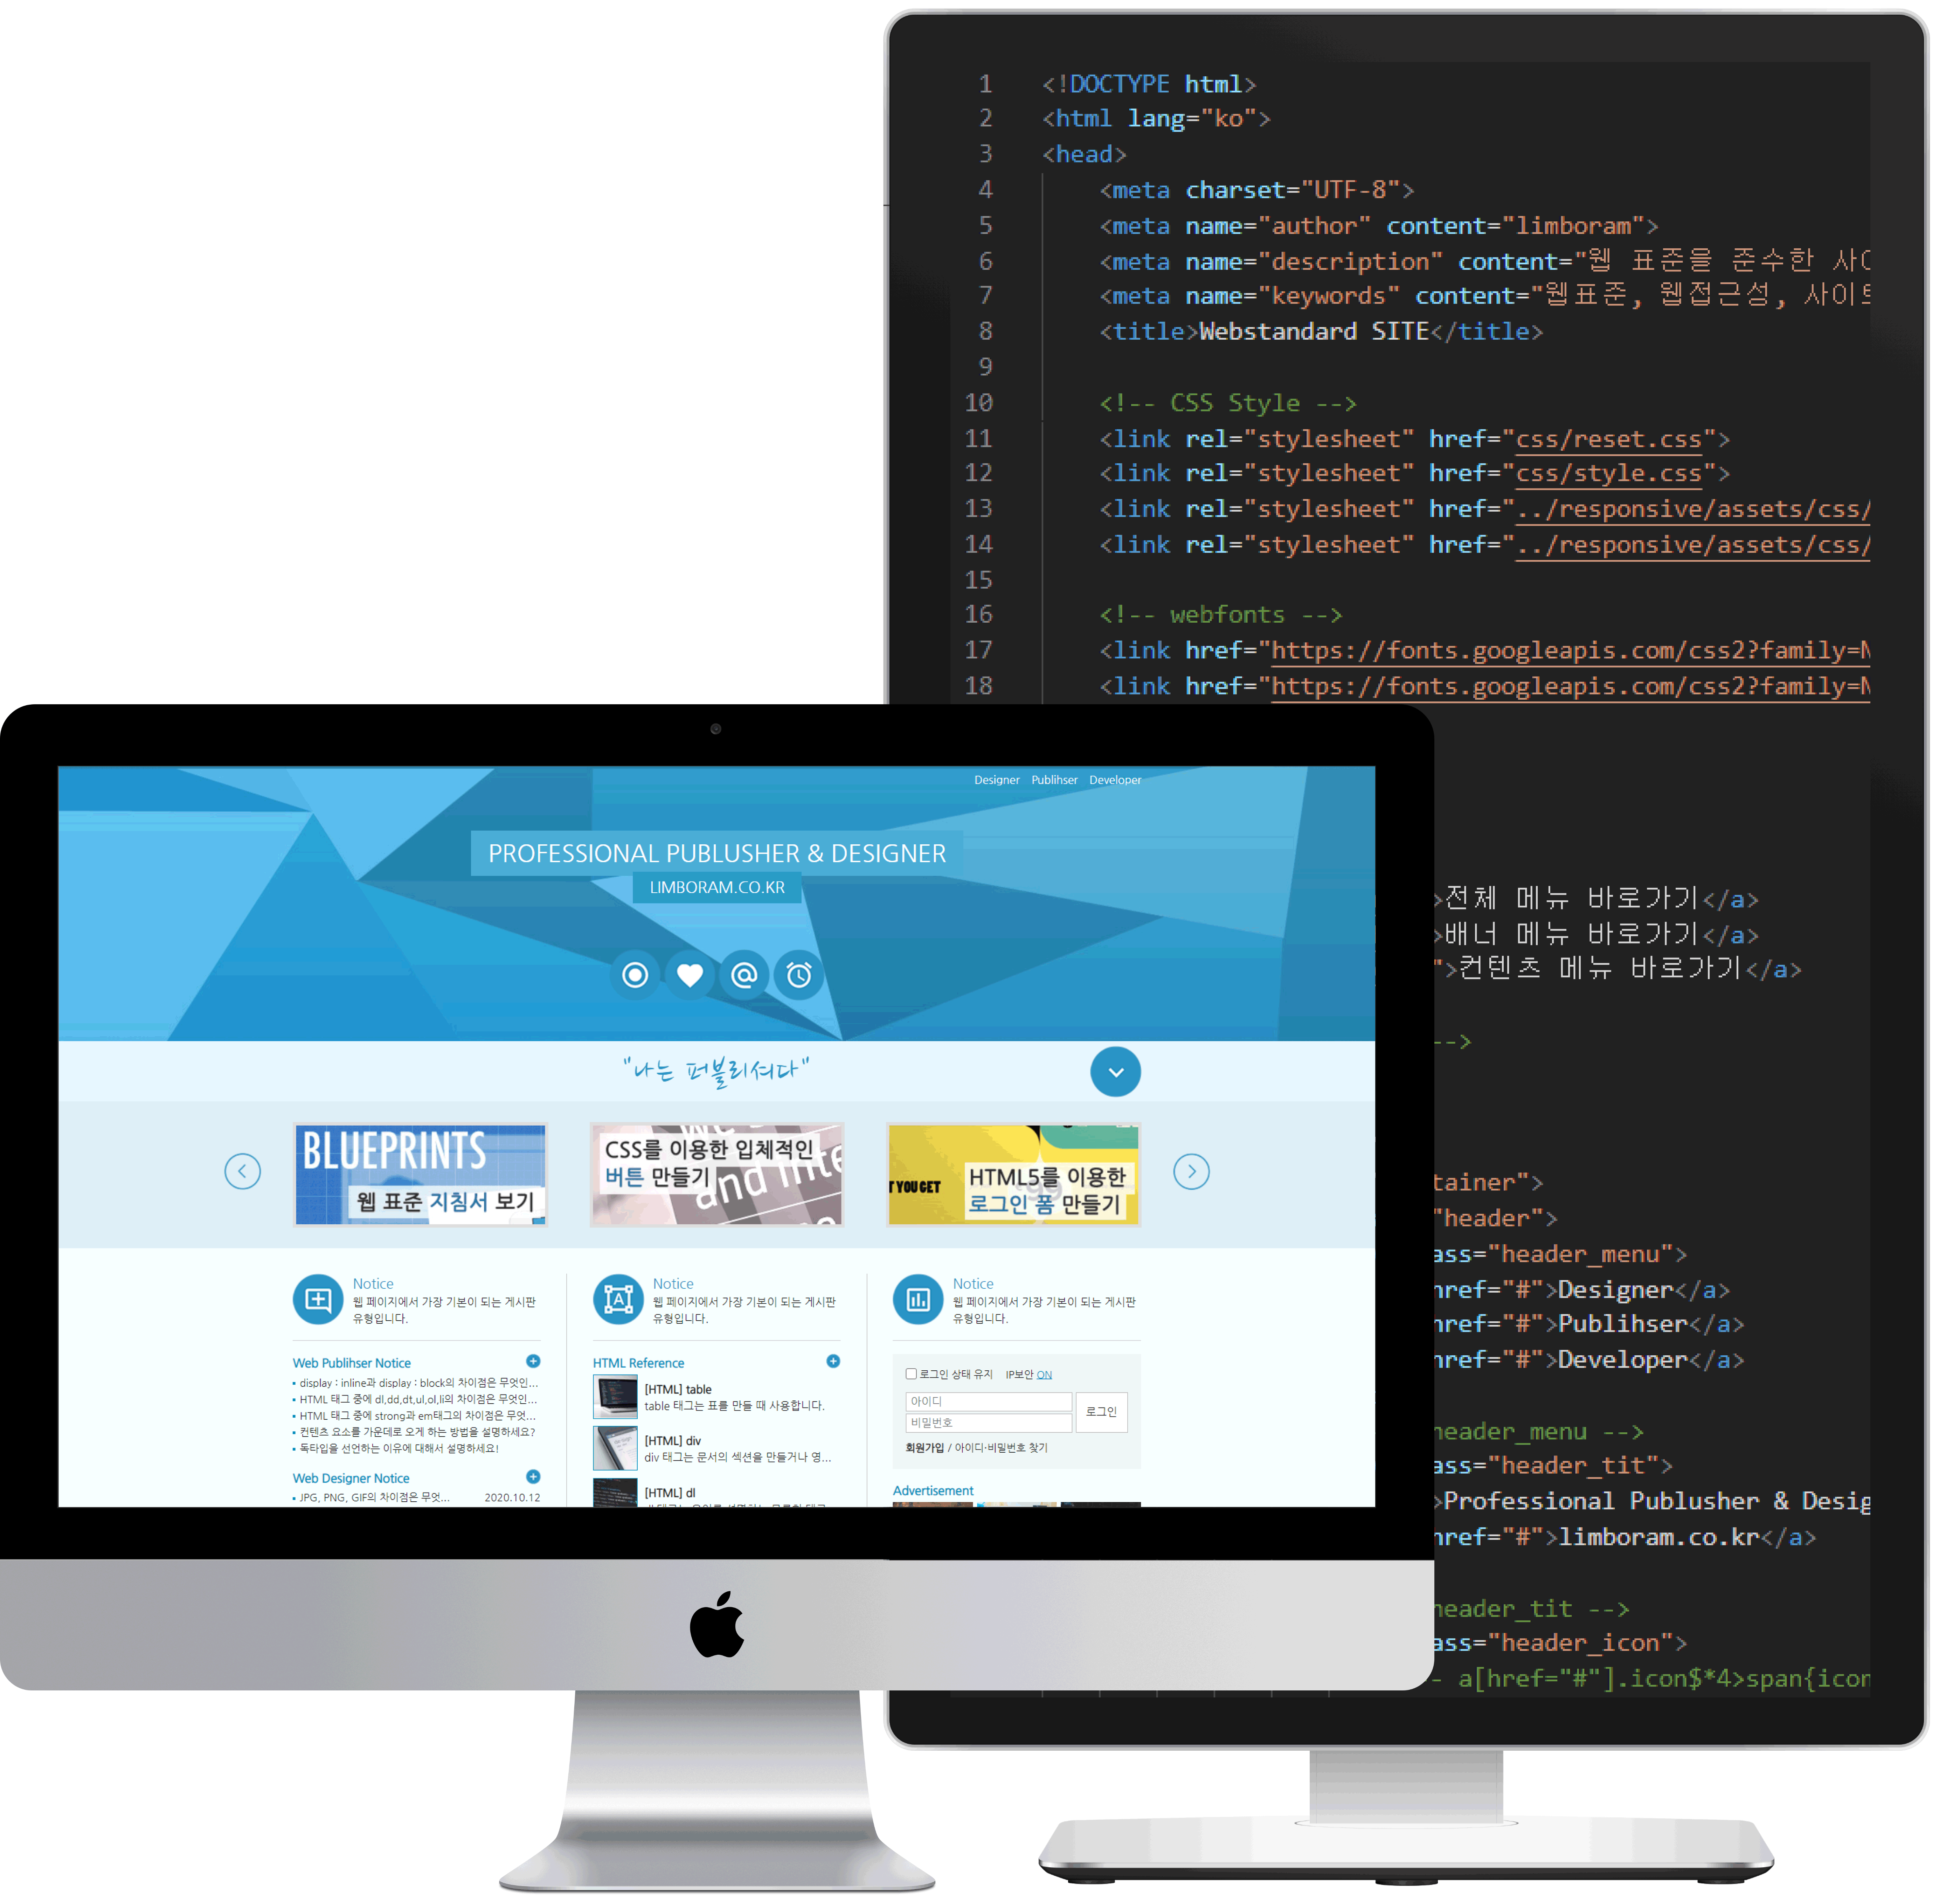 1 <!DOCTYPE html>
2 <html lang="ko">
3 <head>
4 <meta charset="UTF-8">
5 <meta name="author" content="limboram">
6 <meta name="description" content="웹 표준을 준수한 사이
7 <meta name="keywords" content="웹표준, 웹접근성, 사이트
8 <title>Webstandard SITE</title>
9
10 <!-- CSS Style -->
11 <link rel="stylesheet" href="css/reset.css">
12 <link rel="stylesheet" href="css/style.css">
13 <link rel="stylesheet" href="../responsive/assets/css/
14 <link rel="stylesheet" href="../responsive/assets/css/
15
16 <!-- webfonts -->
17 <link href="https://fonts.googleapis.com/css2?family=N
18 <link href="https://fonts.googleapis.com/css2?family=N
>전체 메뉴 바로가기</a>
>배너 메뉴 바로가기</a>
">컨텐츠 메뉴 바로가기</a>
-->
tainer">
"header">
ass="header_menu">
href="#">Designer</a>
href="#">Publihser</a>
href="#">Developer</a>
header_menu -->
ass="header_tit">
>Professional Publusher & Desig
href="#">limboram.co.kr</a>
header_tit -->
ass="header_icon">
- a[href="#"].icon$*4>span{icon
Designer Publihser Developer
PROFESSIONAL PUBLUSHER & DESIGNER
LIMBORAM.CO.KR
"나는 퍼블리셔다"
BLUEPRINTS
웹 표준 지침서 보기
CSS를 이용한 입체적인
버튼 만들기
and inte
T YOU GET
HTML5를 이용한
로그인 폼 만들기
Notice
웹 페이지에서 가장 기본이 되는 게시판
유형입니다.
Web Publihser Notice
display : inline과 display : block의 차이점은 무엇인...
HTML 태그 중에 dl,dd,dt,ul,ol,li의 차이점은 무엇인...
HTML 태그 중에 strong과 em태그의 차이점은 무엇...
컨텐츠 요소를 가운데로 오게 하는 방법을 설명하세요?
독타입을 선언하는 이유에 대해서 설명하세요!
Web Designer Notice
JPG, PNG, GIF의 차이점은 무엇... 2020.10.12
Notice
웹 페이지에서 가장 기본이 되는 게시판
유형입니다.
HTML Reference
[HTML] table
table 태그는 표를 만들 때 사용합니다.
[HTML] div
div 태그는 문서의 섹션을 만들거나 영...
[HTML] dl
Notice
웹 페이지에서 가장 기본이 되는 게시판
유형입니다.
로그인 상태 유지 IP보안 ON
아이디
비밀번호
로그인
회원가입 / 아이디·비밀번호 찾기
Advertisement